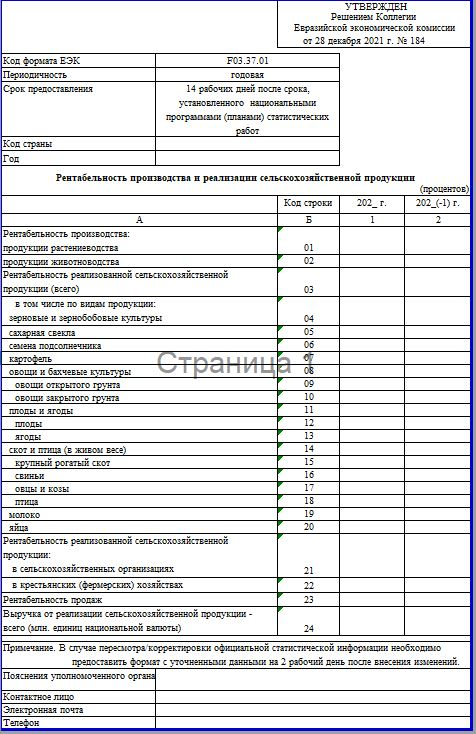 УТВЕРЖДЕН
Решением Коллегии
Евразийской экономической комиссии
от 28 декабря 2021 г. № 184
Код формата ЕЭК F03.37.01
Периодичность годовая
Срок предоставления 14 рабочих дней после срока,
установленного национальными
программами (планами) статистических
работ
Код страны
Год
Рентабельность производства и реализации сельскохозяйственной продукции
(процентов)
Код строки 202_ г. 202_(-1) г.
А Б 1 2
Рентабельность производства:
продукции растениеводства 01
продукции животноводства 02
Рентабельность реализованной сельскохозяйственной
продукции (всего) 03
в том числе по видам продукции:
зерновые и зернобобовые культуры 04
сахарная свекла 05
семена подсолнечника 06
картофель 07
овощи и бахчевые культуры 08
овощи открытого грунта 09
овощи закрытого грунта 10
плоды и ягоды 11
плоды 12
ягоды 13
скот и птица (в живом весе) 14
крупный рогатый скот 15
свиньи 16
овцы и козы 17
птица 18
молоко 19
яйца 20
Рентабельность реализованной сельскохозяйственной
продукции:
в сельскохозяйственных организациях 21
в крестьянских (фермерских) хозяйствах 22
Рентабельность продаж 23
Выручка от реализации сельскохозяйственной продукции -
всего (млн. единиц национальной валюты) 24
Примечание. В случае пересмотра/корректировки официальной статистической информации необходимо
предоставить формат с уточненными данными на 2 рабочий день после внесения изменений.
Пояснения уполномоченного органа
Контактное лицо
Электронная почта
Телефон
Страница 1